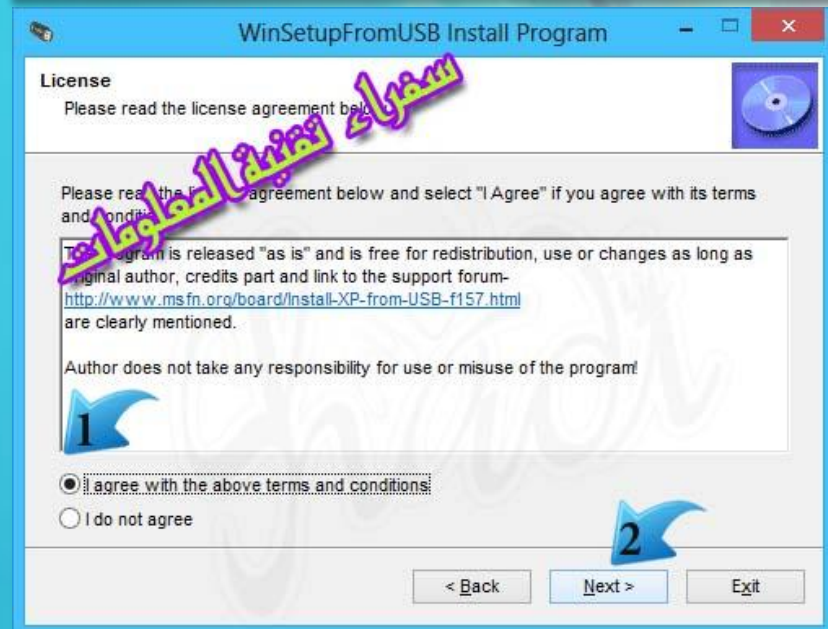 WinSetupFromUSB Install Program
License
Please read the license agreement below
سفراء تقنية المعلومات
Please read the agreement below and select "I Agree" if you agree with its terms
and
program is released "as is" and is free for redistribution, use or changes as long as
original author, credits part and link to the support forum-
http://www.msfn.org/board/Install-XP-from-USB-f157.html
are clearly mentioned.
Author does not take any responsibility for use or misuse of the program!
1
I agree with the above terms and conditions
I do not agree
2
< Back Next > Exit